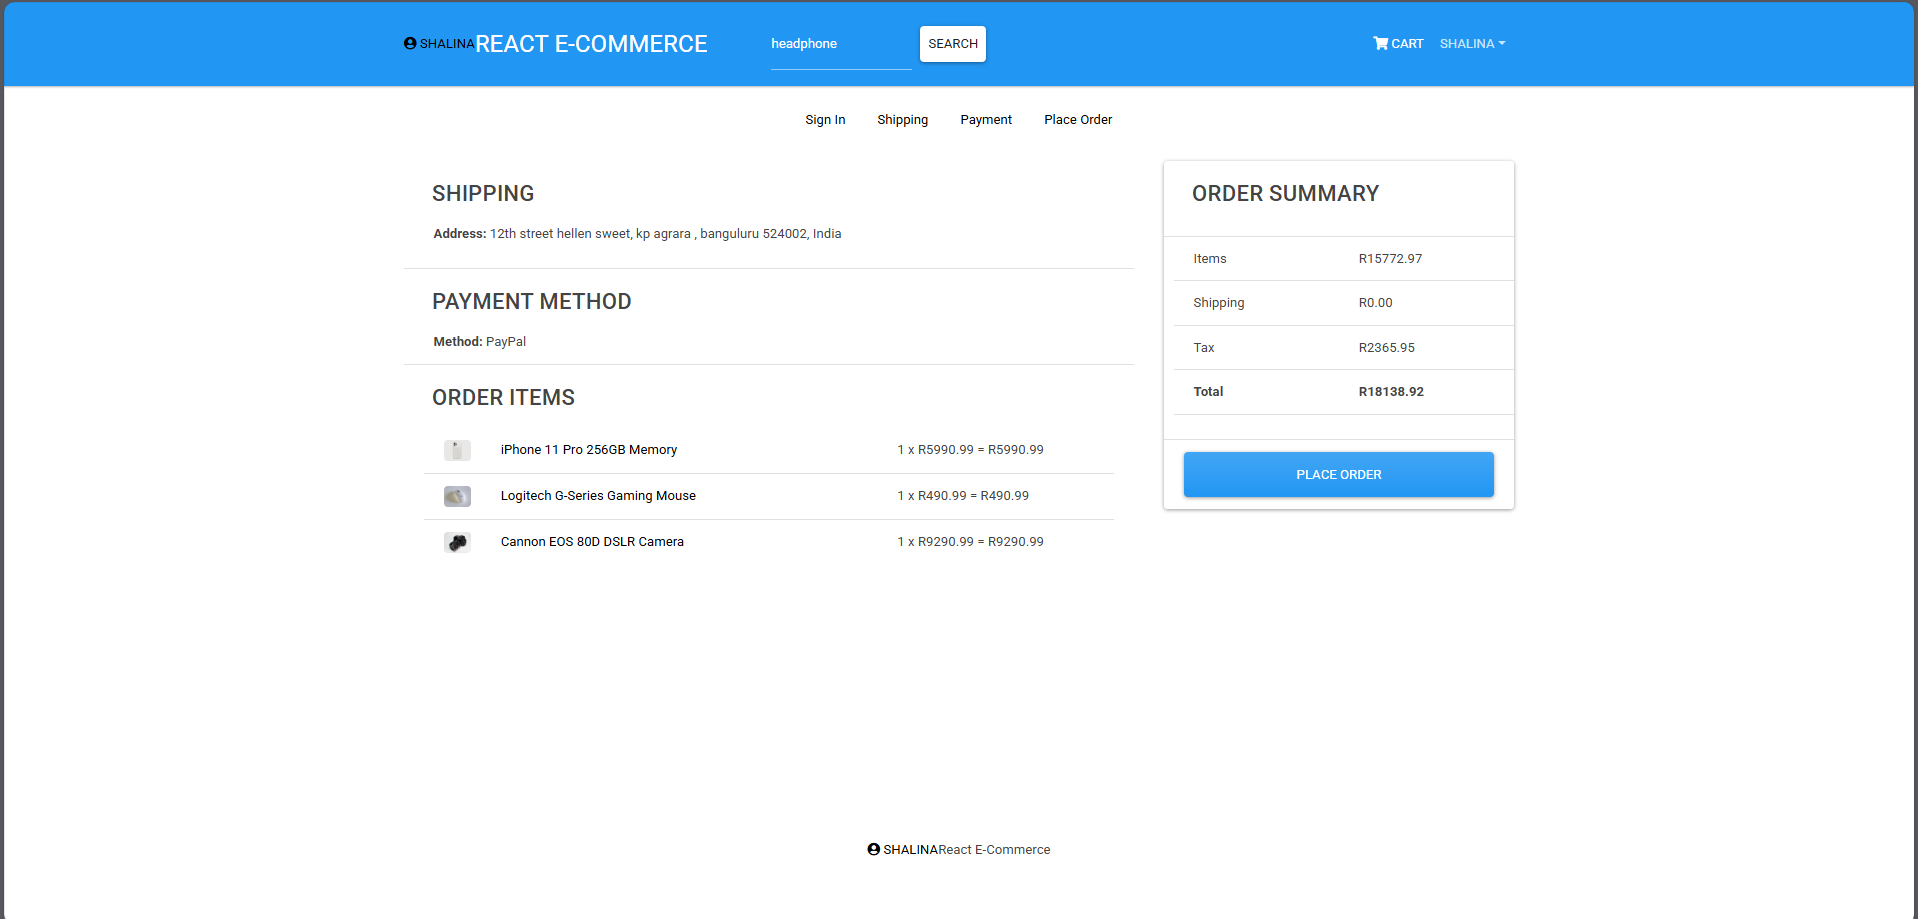 SHALINAREACT E-COMMERCE headphone SEARCH CART SHALINA
Sign In Shipping Payment Place Order
SHIPPING
Address: 12th street hellen sweet, kp agrara , banguluru 524002, India
PAYMENT METHOD
Method: PayPal
ORDER ITEMS
iPhone 11 Pro 256GB Memory 1 x R5990.99 = R5990.99
Logitech G-Series Gaming Mouse 1 x R490.99 = R490.99
Cannon EOS 80D DSLR Camera 1 x R9290.99 = R9290.99
ORDER SUMMARY
Items R15772.97
Shipping R0.00
Tax R2365.95
Total R18138.92
PLACE ORDER
SHALINAReact E-Commerce